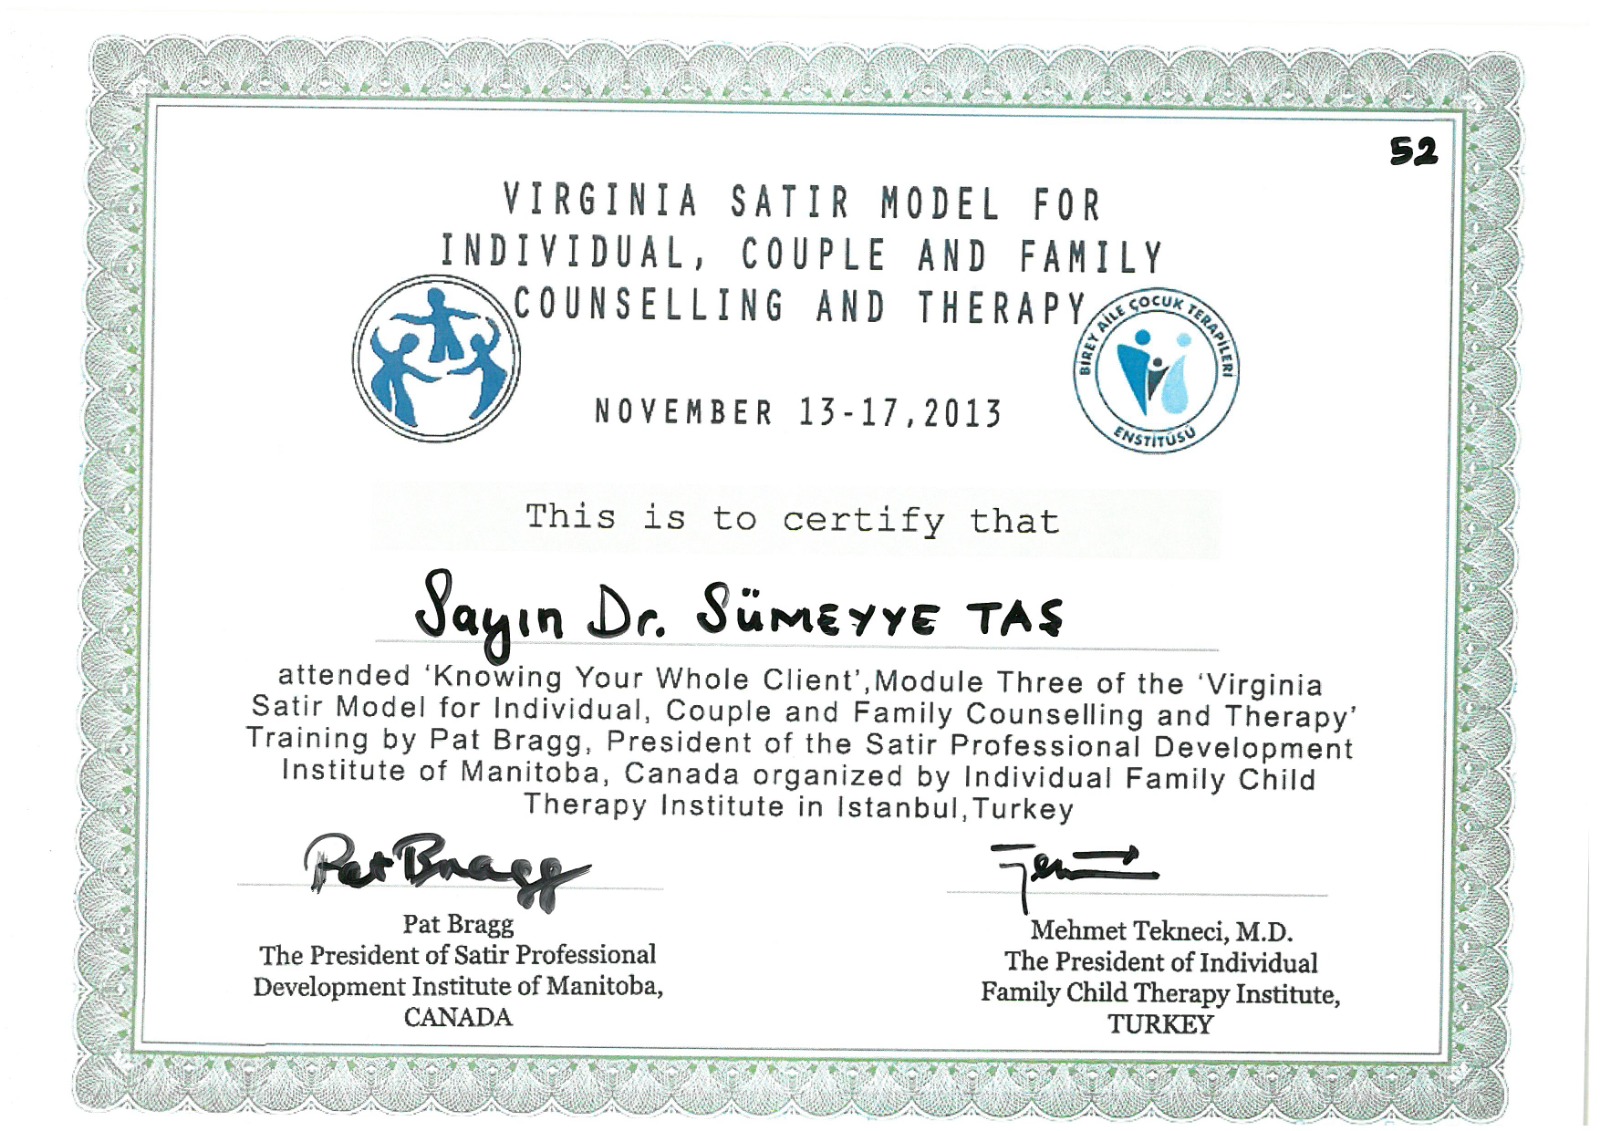 52
VIRGINIA SATIR MODEL FOR
INDIVIDUAL, COUPLE AND FAMILY
COUNSELLING AND THERAPY
BİREY AİLE ÇOCUK TERAPİLERİ
ENSTİTÜSÜ
NOVEMBER 13-17,2013
This is to certify that
Sayın Dr. SÜMEYYE TAŞ
attended ‘Knowing Your Whole Client’,Module Three of the ‘Virginia
Satir Model for Individual, Couple and Family Counselling and Therapy’
Training by Pat Bragg, President of the Satir Professional Development
Institute of Manitoba, Canada organized by Individual Family Child
Therapy Institute in Istanbul,Turkey
Pat Bragg
Pat Bragg
The President of Satir Professional
Development Institute of Manitoba,
CANADA
Mehmet Tekneci, M.D.
The President of Individual
Family Child Therapy Institute,
TURKEY